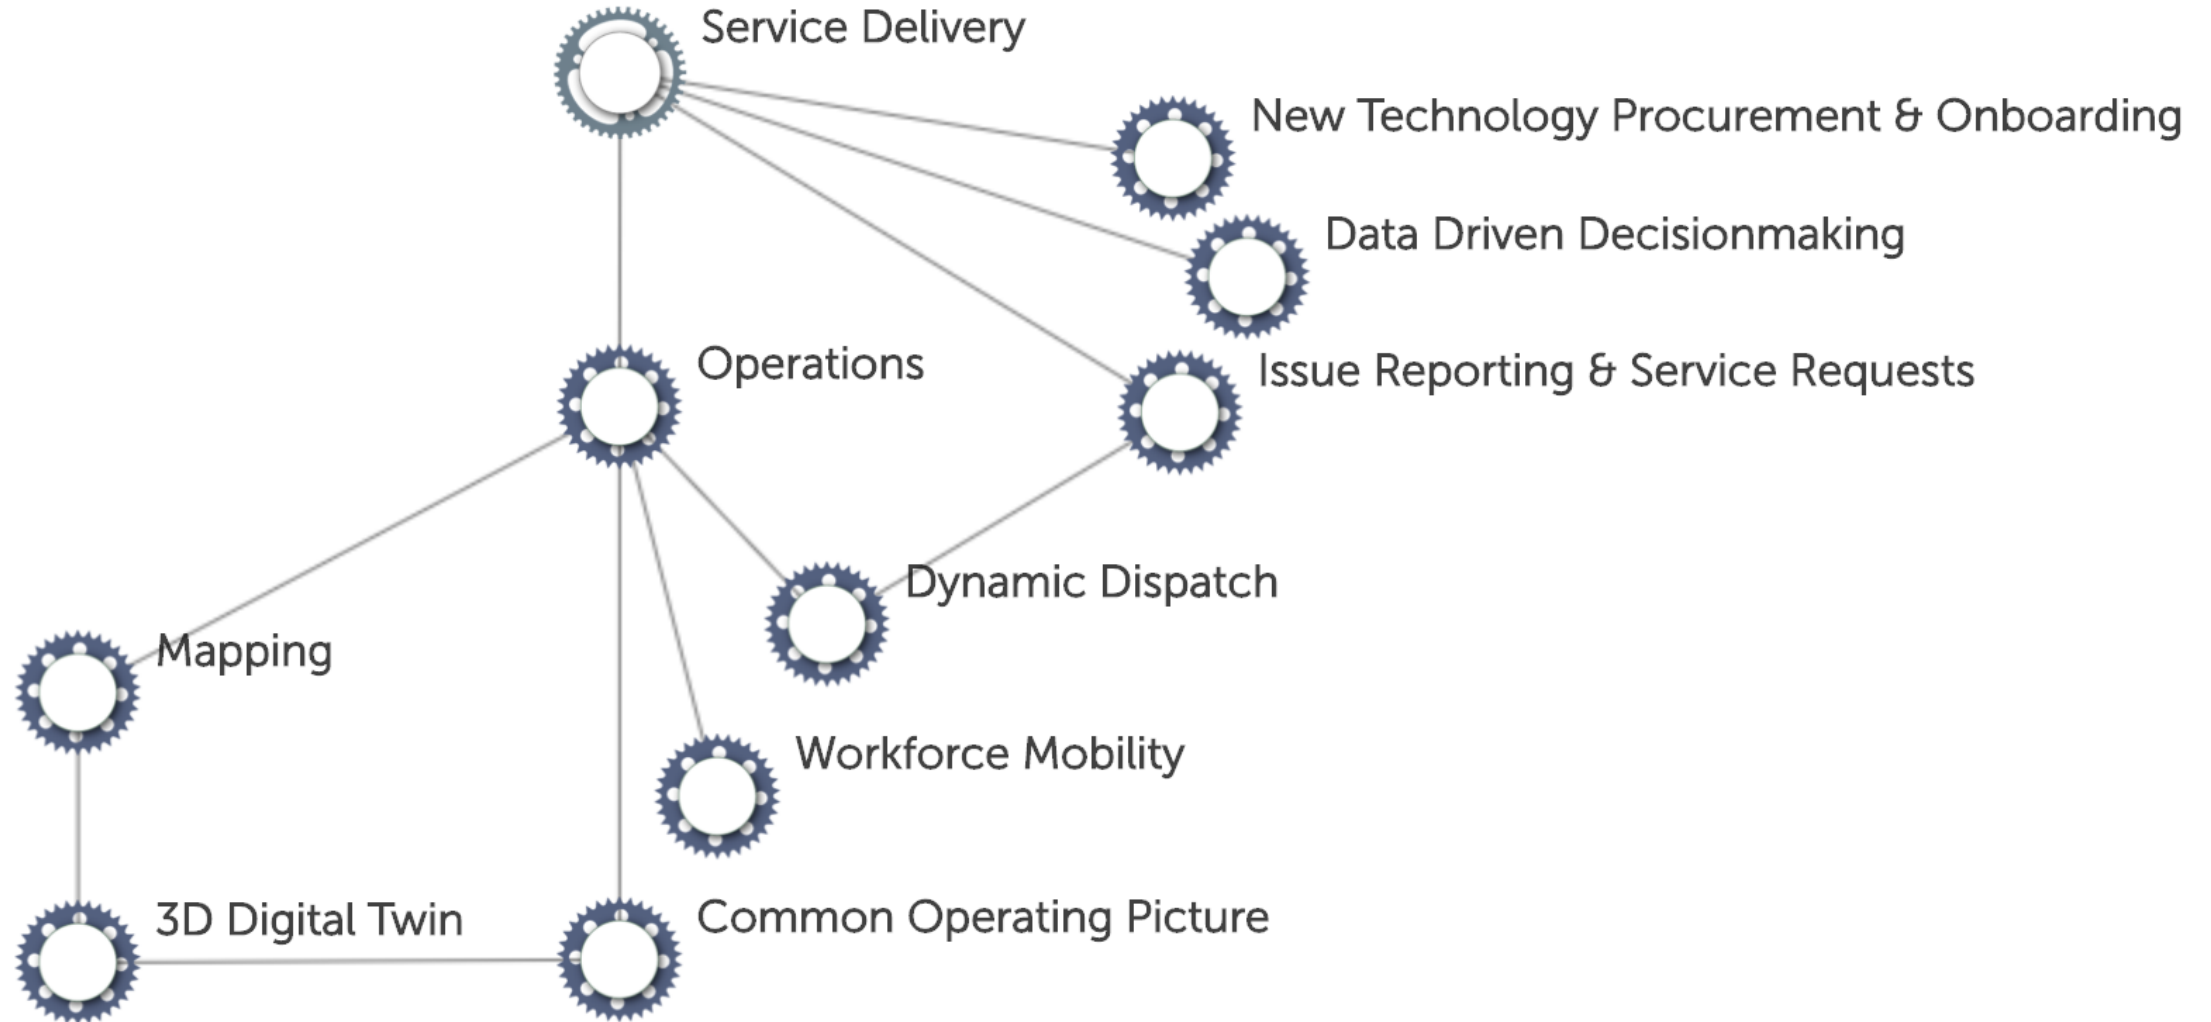 Service Delivery
New Technology Procurement & Onboarding
Data Driven Decisionmaking
Operations
Issue Reporting & Service Requests
Dynamic Dispatch
Mapping
Workforce Mobility
3D Digital Twin
Common Operating Picture